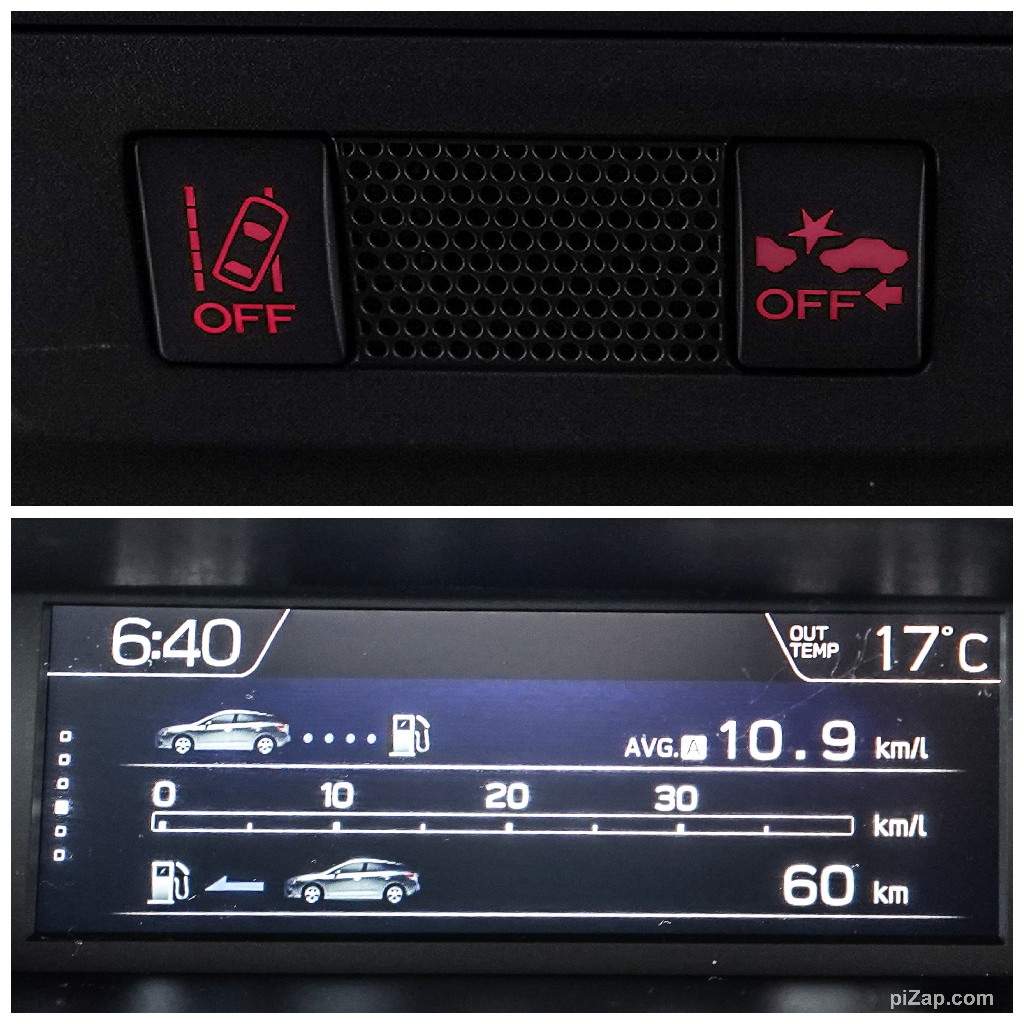 OFF
OFF
6:40
OUT TEMP 17°C
AVG. A 10.9 km/l
0 10 20 30
km/l
60 km
piZap.com